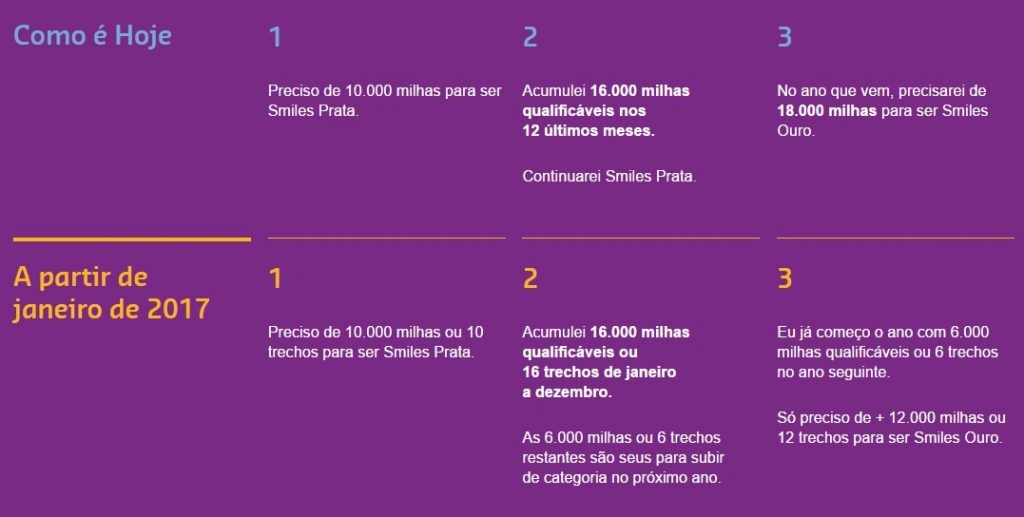 Como é Hoje
1
Preciso de 10.000 milhas para ser
Smiles Prata.
2
Acumulei 16.000 milhas
qualificáveis nos
12 últimos meses.
Continuarei Smiles Prata.
3
No ano que vem, precisarei de
18.000 milhas para ser Smiles
Ouro.
A partir de
janeiro de 2017
1
Preciso de 10.000 milhas ou 10
trechos para ser Smiles Prata.
2
Acumulei 16.000 milhas
qualificáveis ou
16 trechos de janeiro
a dezembro.
As 6.000 milhas ou 6 trechos
restantes são seus para subir
de categoria no próximo ano.
3
Eu já começo o ano com 6.000
milhas qualificáveis ou 6 trechos
no ano seguinte.
Só preciso de + 12.000 milhas ou
12 trechos para ser Smiles Ouro.